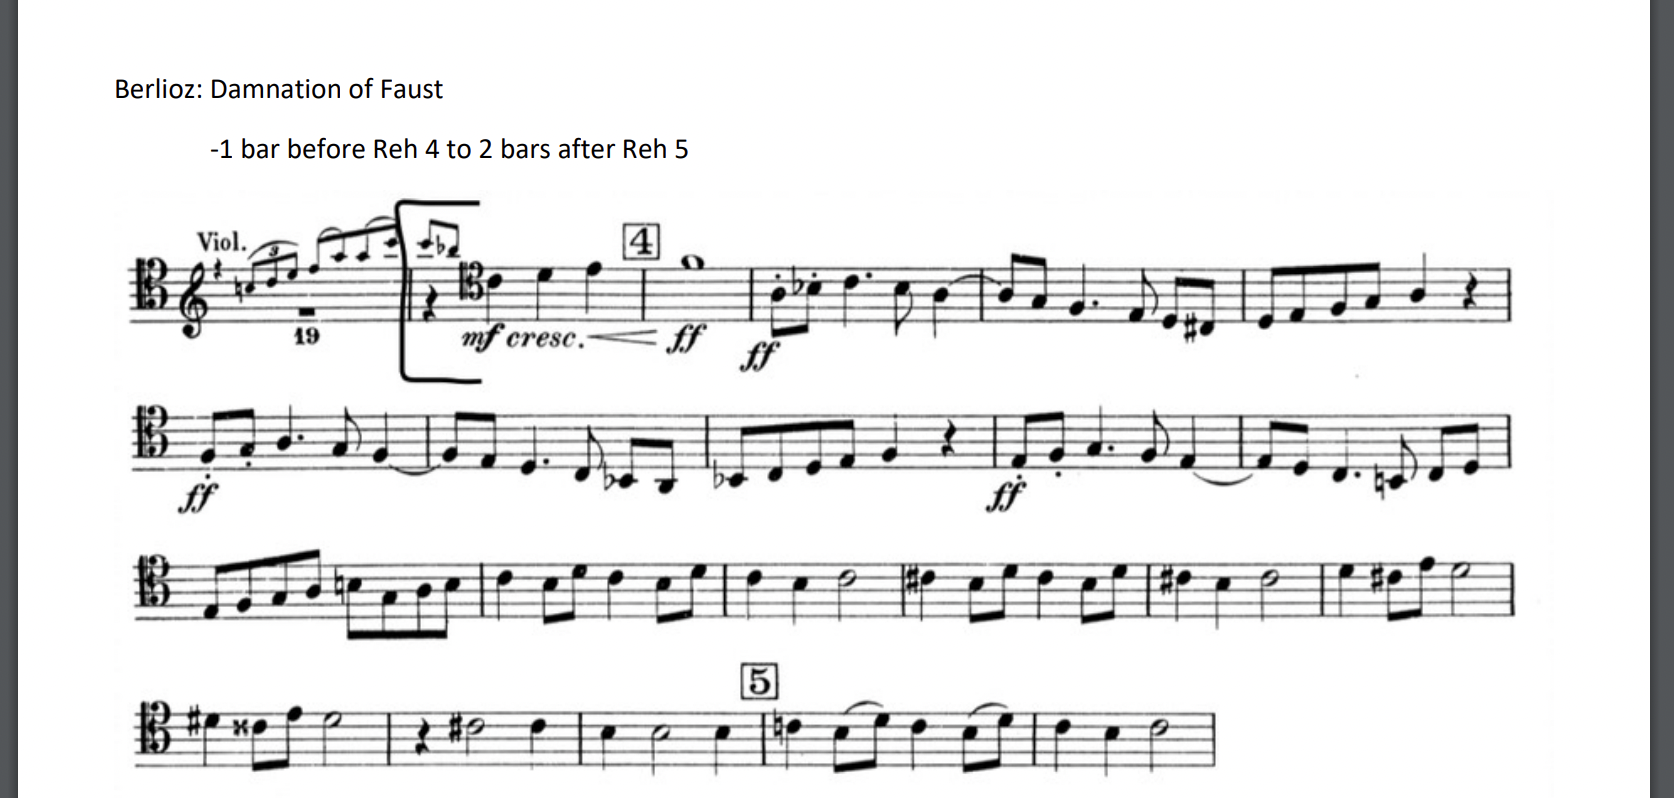 Berlioz: Damnation of Faust
-1 bar before Reh 4 to 2 bars after Reh 5
Viol.
3
4
19
mf cresc. ff
ff
ff
ff
5